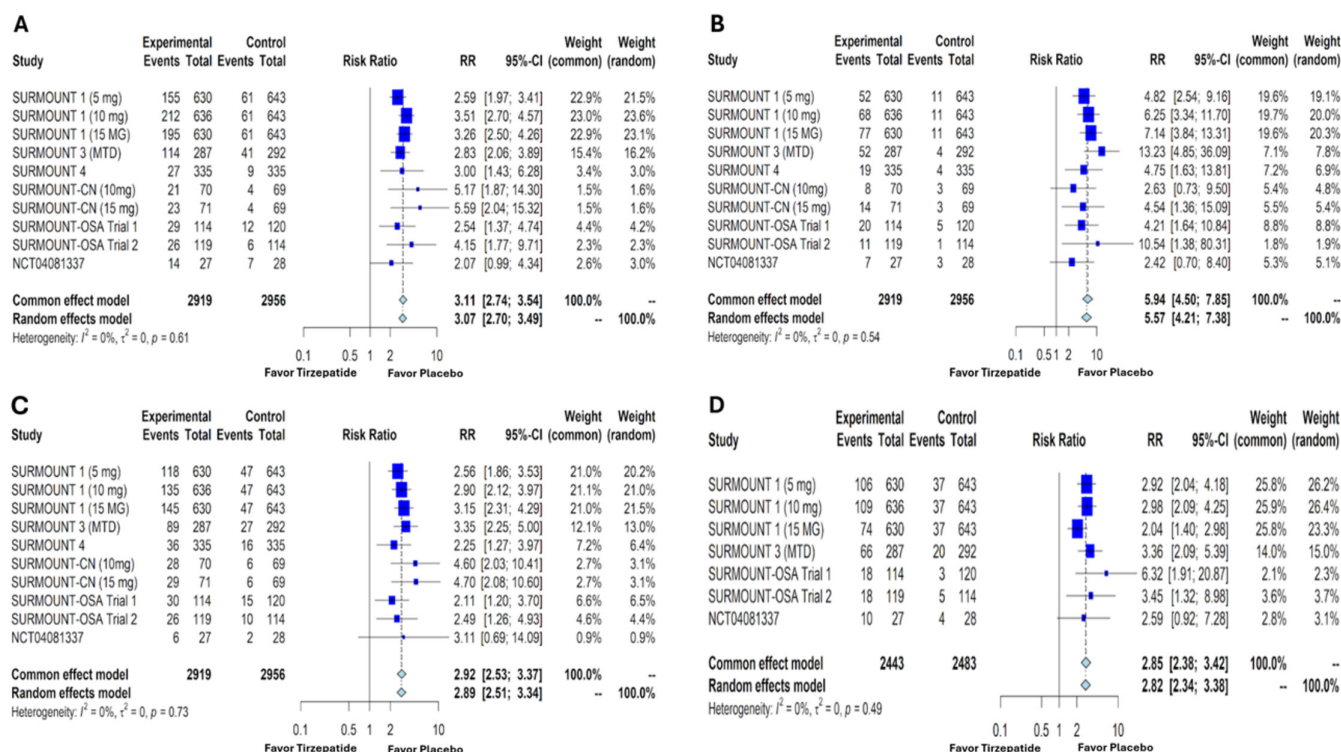 A
Experimental Control Weight Weight
Study Events Total Events Total Risk Ratio RR 95%-CI (common) (random)
SURMOUNT 1 (5 mg) 155 630 61 643 2.59 [1.97; 3.41] 22.9% 21.5%
SURMOUNT 1 (10 mg) 212 636 61 643 3.51 [2.70; 4.57] 23.0% 23.6%
SURMOUNT 1 (15 MG) 195 630 61 643 3.26 [2.50; 4.26] 22.9% 23.1%
SURMOUNT 3 (MTD) 114 287 41 292 2.83 [2.06; 3.89] 15.4% 16.2%
SURMOUNT 4 27 335 9 335 3.00 [1.43; 6.28] 3.4% 3.0%
SURMOUNT-CN (10mg) 21 70 4 69 5.17 [1.87; 14.30] 1.5% 1.6%
SURMOUNT-CN (15 mg) 23 71 4 69 5.59 [2.04; 15.32] 1.5% 1.6%
SURMOUNT-OSA Trial 1 29 114 12 120 2.54 [1.37; 4.74] 4.4% 4.2%
SURMOUNT-OSA Trial 2 26 119 6 114 4.15 [1.77; 9.71] 2.3% 2.3%
NCT04081337 14 27 7 28 2.07 [0.99; 4.34] 2.6% 3.0%
Common effect model 2919 2956 3.11 [2.74; 3.54] 100.0% --
Random effects model 3.07 [2.70; 3.49] -- 100.0%
Heterogeneity: I² = 0%, τ² = 0, p = 0.61
0.1 0.5 1 2 10
Favor Tirzepatide Favor Placebo
B
Experimental Control Weight Weight
Study Events Total Events Total Risk Ratio RR 95%-CI (common) (random)
SURMOUNT 1 (5 mg) 52 630 11 643 4.82 [2.54; 9.16] 19.6% 19.1%
SURMOUNT 1 (10 mg) 68 636 11 643 6.25 [3.34; 11.70] 19.7% 20.0%
SURMOUNT 1 (15 MG) 77 630 11 643 7.14 [3.84; 13.31] 19.6% 20.3%
SURMOUNT 3 (MTD) 52 287 4 292 13.23 [4.85; 36.09] 7.1% 7.8%
SURMOUNT 4 19 335 4 335 4.75 [1.63; 13.81] 7.2% 6.9%
SURMOUNT-CN (10mg) 8 70 3 69 2.63 [0.73; 9.50] 5.4% 4.8%
SURMOUNT-CN (15 mg) 14 71 3 69 4.54 [1.36; 15.09] 5.5% 5.4%
SURMOUNT-OSA Trial 1 20 114 5 120 4.21 [1.64; 10.84] 8.8% 8.8%
SURMOUNT-OSA Trial 2 11 119 1 114 10.54 [1.38; 80.31] 1.8% 1.9%
NCT04081337 7 27 3 28 2.42 [0.70; 8.40] 5.3% 5.1%
Common effect model 2919 2956 5.94 [4.50; 7.85] 100.0% --
Random effects model 5.57 [4.21; 7.38] -- 100.0%
Heterogeneity: I² = 0%, τ² = 0, p = 0.54
0.1 0.5 1 2 10
Favor Tirzepatide Favor Placebo
C
Experimental Control Weight Weight
Study Events Total Events Total Risk Ratio RR 95%-CI (common) (random)
SURMOUNT 1 (5 mg) 118 630 47 643 2.56 [1.86; 3.53] 21.0% 20.2%
SURMOUNT 1 (10 mg) 135 636 47 643 2.90 [2.12; 3.97] 21.1% 21.0%
SURMOUNT 1 (15 MG) 145 630 47 643 3.15 [2.31; 4.29] 21.0% 21.5%
SURMOUNT 3 (MTD) 89 287 27 292 3.35 [2.25; 5.00] 12.1% 13.0%
SURMOUNT 4 36 335 16 335 2.25 [1.27; 3.97] 7.2% 6.4%
SURMOUNT-CN (10mg) 28 70 6 69 4.60 [2.03; 10.41] 2.7% 3.1%
SURMOUNT-CN (15 mg) 29 71 6 69 4.70 [2.08; 10.60] 2.7% 3.1%
SURMOUNT-OSA Trial 1 30 114 15 120 2.11 [1.20; 3.70] 6.6% 6.5%
SURMOUNT-OSA Trial 2 26 119 10 114 2.49 [1.26; 4.93] 4.6% 4.4%
NCT04081337 6 27 2 28 3.11 [0.69; 14.09] 0.9% 0.9%
Common effect model 2919 2956 2.92 [2.53; 3.37] 100.0% --
Random effects model 2.89 [2.51; 3.34] -- 100.0%
Heterogeneity: I² = 0%, τ² = 0, p = 0.73
0.1 0.5 1 2 10
Favor Tirzepatide Favor Placebo
D
Experimental Control Weight Weight
Study Events Total Events Total Risk Ratio RR 95%-CI (common) (random)
SURMOUNT 1 (5 mg) 106 630 37 643 2.92 [2.04; 4.18] 25.8% 26.2%
SURMOUNT 1 (10 mg) 109 636 37 643 2.98 [2.09; 4.25] 25.9% 26.4%
SURMOUNT 1 (15 MG) 74 630 37 643 2.04 [1.40; 2.98] 25.8% 23.3%
SURMOUNT 3 (MTD) 66 287 20 292 3.36 [2.09; 5.39] 14.0% 15.0%
SURMOUNT-OSA Trial 1 18 114 3 120 6.32 [1.91; 20.87] 2.1% 2.3%
SURMOUNT-OSA Trial 2 18 119 5 114 3.45 [1.32; 8.98] 3.6% 3.7%
NCT04081337 10 27 4 28 2.59 [0.92; 7.28] 2.8% 3.1%
Common effect model 2443 2483 2.85 [2.38; 3.42] 100.0% --
Random effects model 2.82 [2.34; 3.38] -- 100.0%
Heterogeneity: I² = 0%, τ² = 0, p = 0.49
0.1 0.5 1 2 10
Favor Tirzepatide Favor Placebo